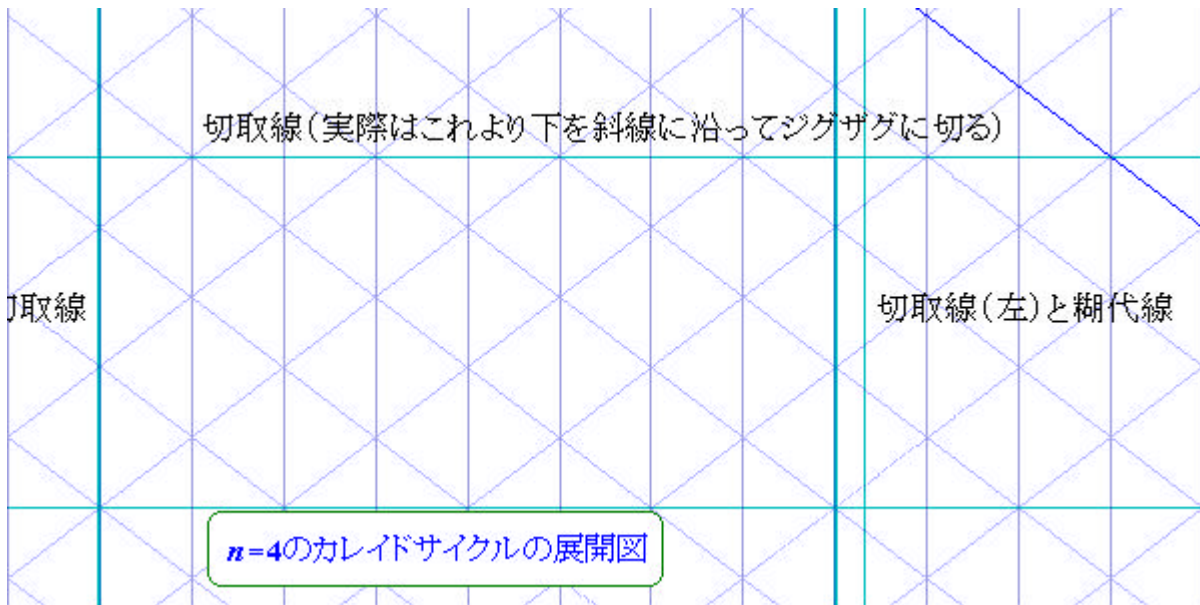 切取線(実際はこれより下を斜線に沿ってジグザグに切る)
取線
切取線(左)と糊代線
n=4のカレイドサイクルの展開図